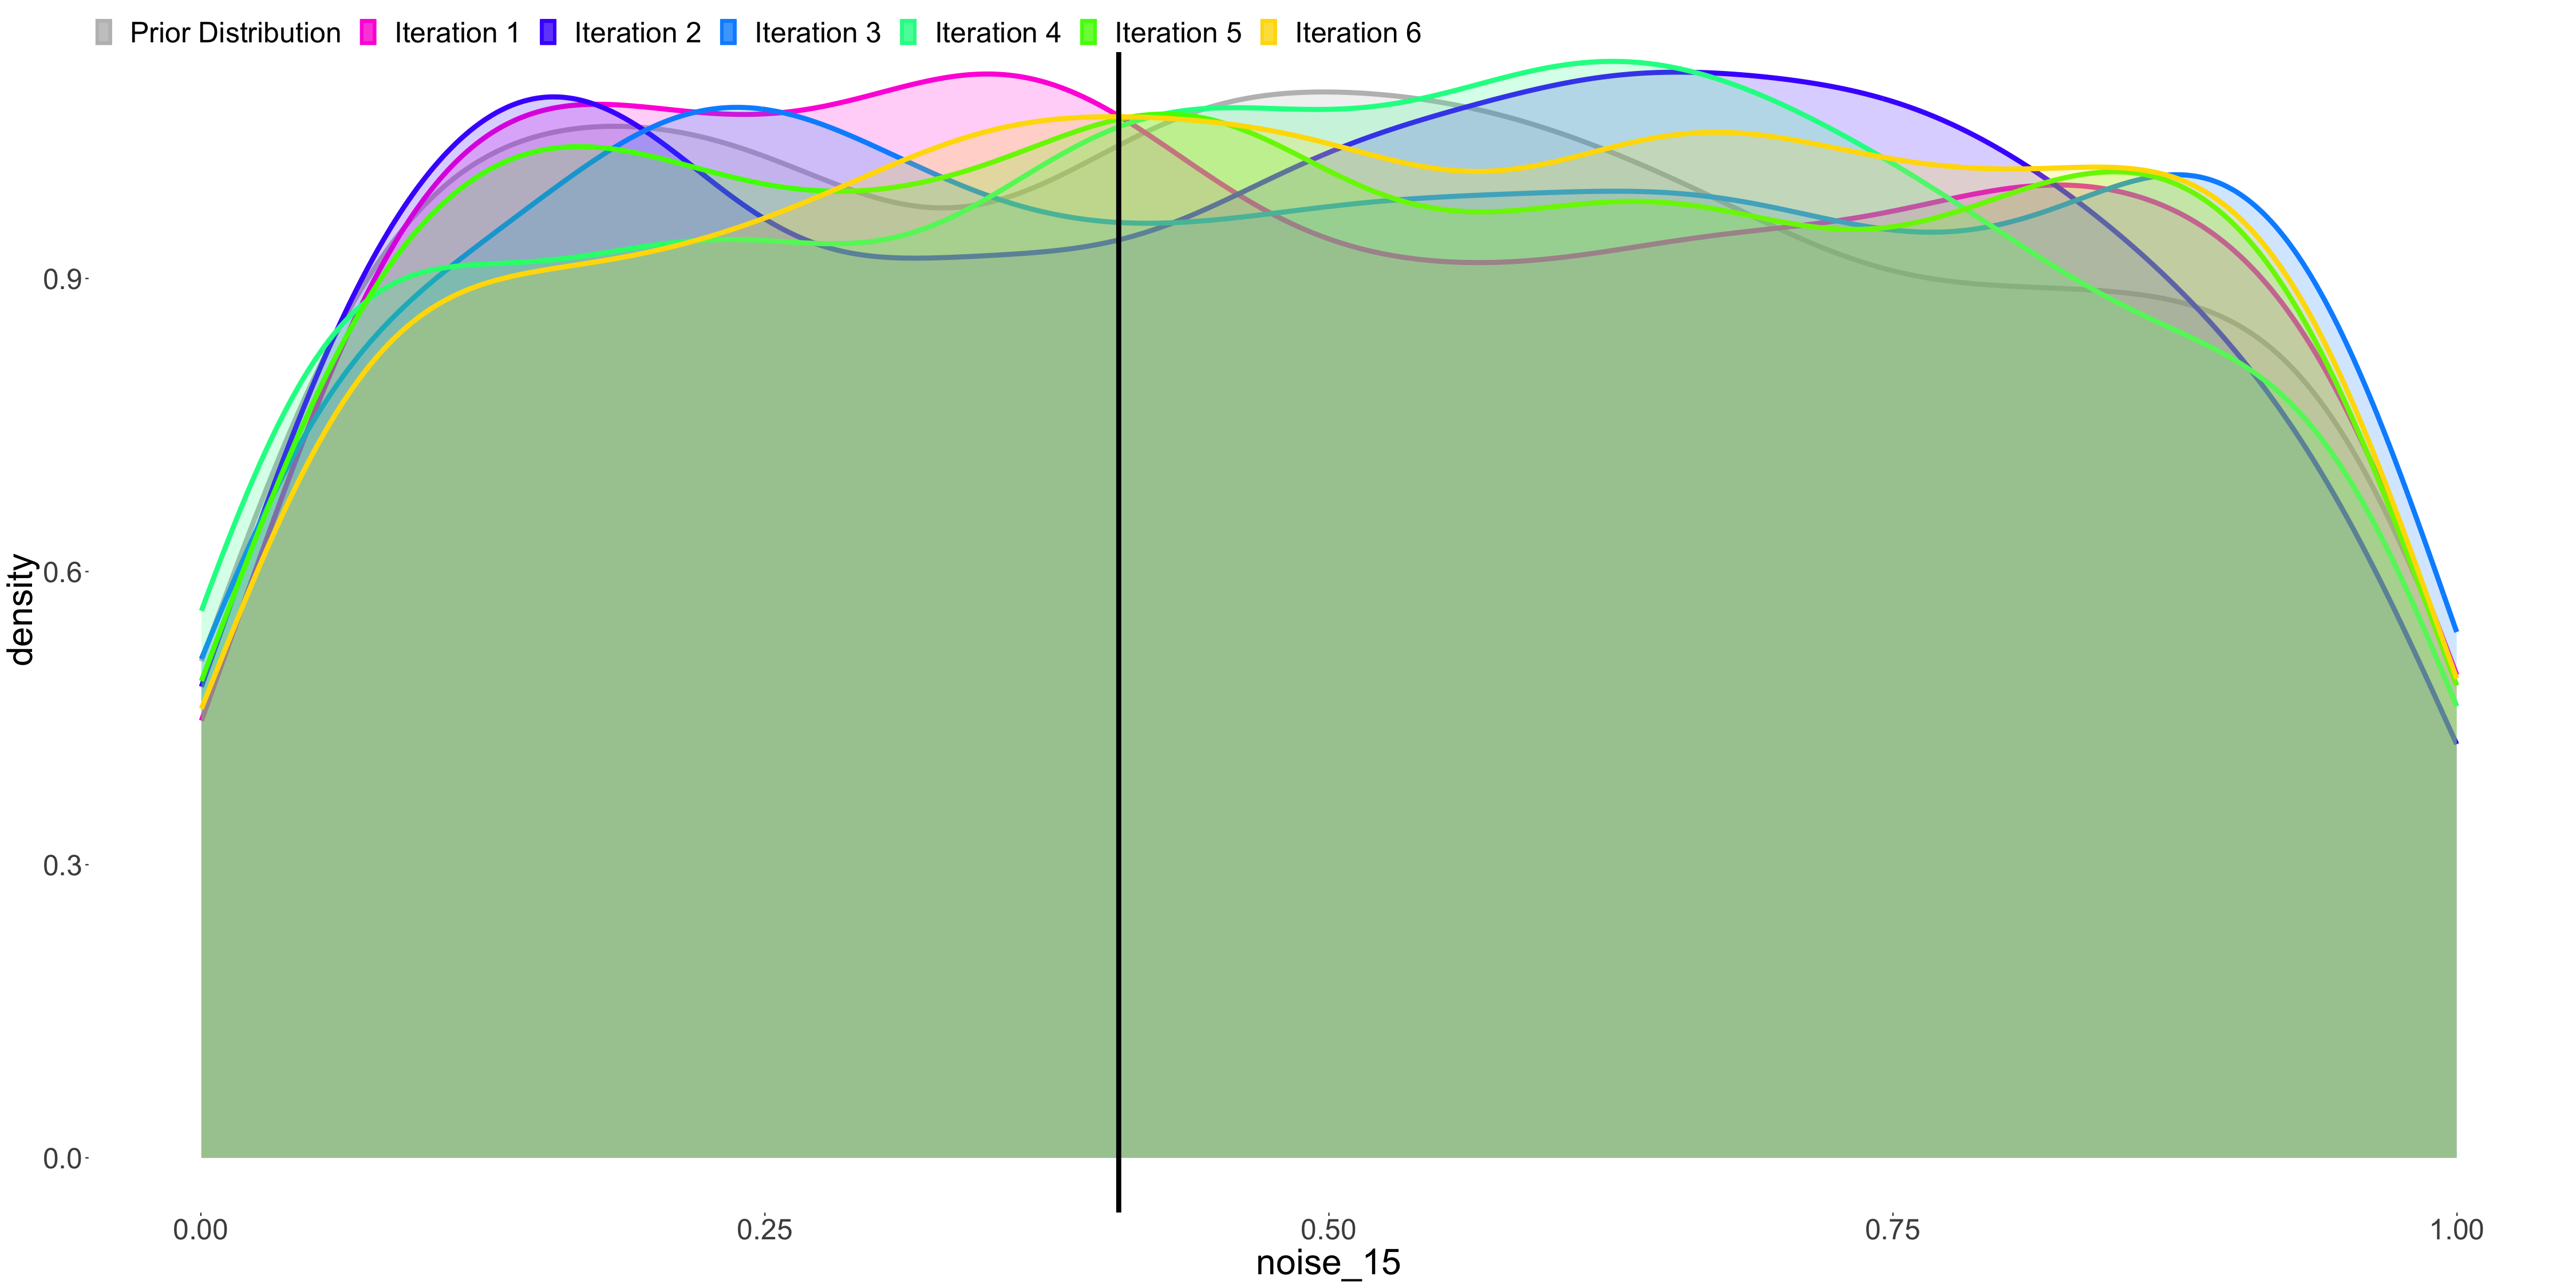 Prior Distribution Iteration 1 Iteration 2 Iteration 3 Iteration 4 Iteration 5 Iteration 6
density
0.9
0.6
0.3
0.0
0.00 0.25 0.50 0.75 1.00
noise_15